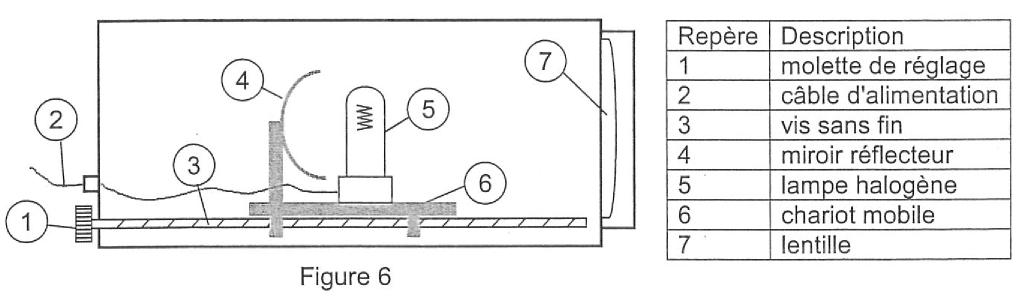 1
2
3
4
5
6
7
Figure 6
Repère Description
1 molette de réglage
2 câble d'alimentation
3 vis sans fin
4 miroir réflecteur
5 lampe halogène
6 chariot mobile
7 lentille